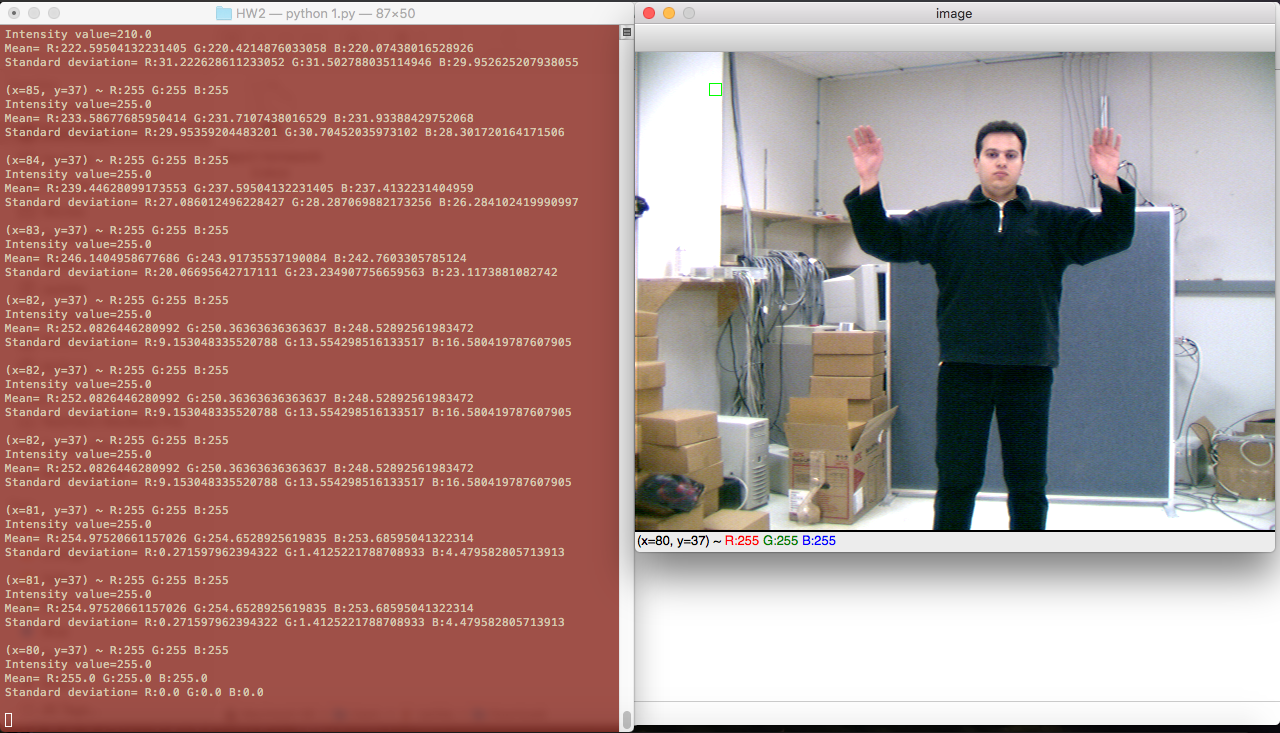 HW2 — python 1.py — 87×50
Intensity value=210.0
Mean= R:222.59504132231405 G:220.4214876033058 B:220.07438016528926
Standard deviation= R:31.222628611233052 G:31.502788035114946 B:29.952625207938055
(x=85, y=37) ~ R:255 G:255 B:255
Intensity value=255.0
Mean= R:233.58677685950414 G:231.7107438016529 B:231.93388429752068
Standard deviation= R:29.95359204483201 G:30.70452035973102 B:28.301720164171506
(x=84, y=37) ~ R:255 G:255 B:255
Intensity value=255.0
Mean= R:239.44628099173553 G:237.59504132231405 B:237.4132231404959
Standard deviation= R:27.086012496228427 G:28.287069882173256 B:26.284102419990997
(x=83, y=37) ~ R:255 G:255 B:255
Intensity value=255.0
Mean= R:246.1404958677686 G:243.91735537190084 B:242.7603305785124
Standard deviation= R:20.06695642717111 G:23.234907756659563 B:23.1173881082742
(x=82, y=37) ~ R:255 G:255 B:255
Intensity value=255.0
Mean= R:252.0826446280992 G:250.36363636363637 B:248.52892561983472
Standard deviation= R:9.153048335520788 G:13.554298516133517 B:16.580419787607905
(x=82, y=37) ~ R:255 G:255 B:255
Intensity value=255.0
Mean= R:252.0826446280992 G:250.36363636363637 B:248.52892561983472
Standard deviation= R:9.153048335520788 G:13.554298516133517 B:16.580419787607905
(x=82, y=37) ~ R:255 G:255 B:255
Intensity value=255.0
Mean= R:252.0826446280992 G:250.36363636363637 B:248.52892561983472
Standard deviation= R:9.153048335520788 G:13.554298516133517 B:16.580419787607905
(x=81, y=37) ~ R:255 G:255 B:255
Intensity value=255.0
Mean= R:254.97520661157026 G:254.6528925619835 B:253.68595041322314
Standard deviation= R:0.271597962394322 G:1.4125221788708933 B:4.479582805713913
(x=81, y=37) ~ R:255 G:255 B:255
Intensity value=255.0
Mean= R:254.97520661157026 G:254.6528925619835 B:253.68595041322314
Standard deviation= R:0.271597962394322 G:1.4125221788708933 B:4.479582805713913
(x=80, y=37) ~ R:255 G:255 B:255
Intensity value=255.0
Mean= R:255.0 G:255.0 B:255.0
Standard deviation= R:0.0 G:0.0 B:0.0
image
(x=80, y=37) ~ R:255 G:255 B:255